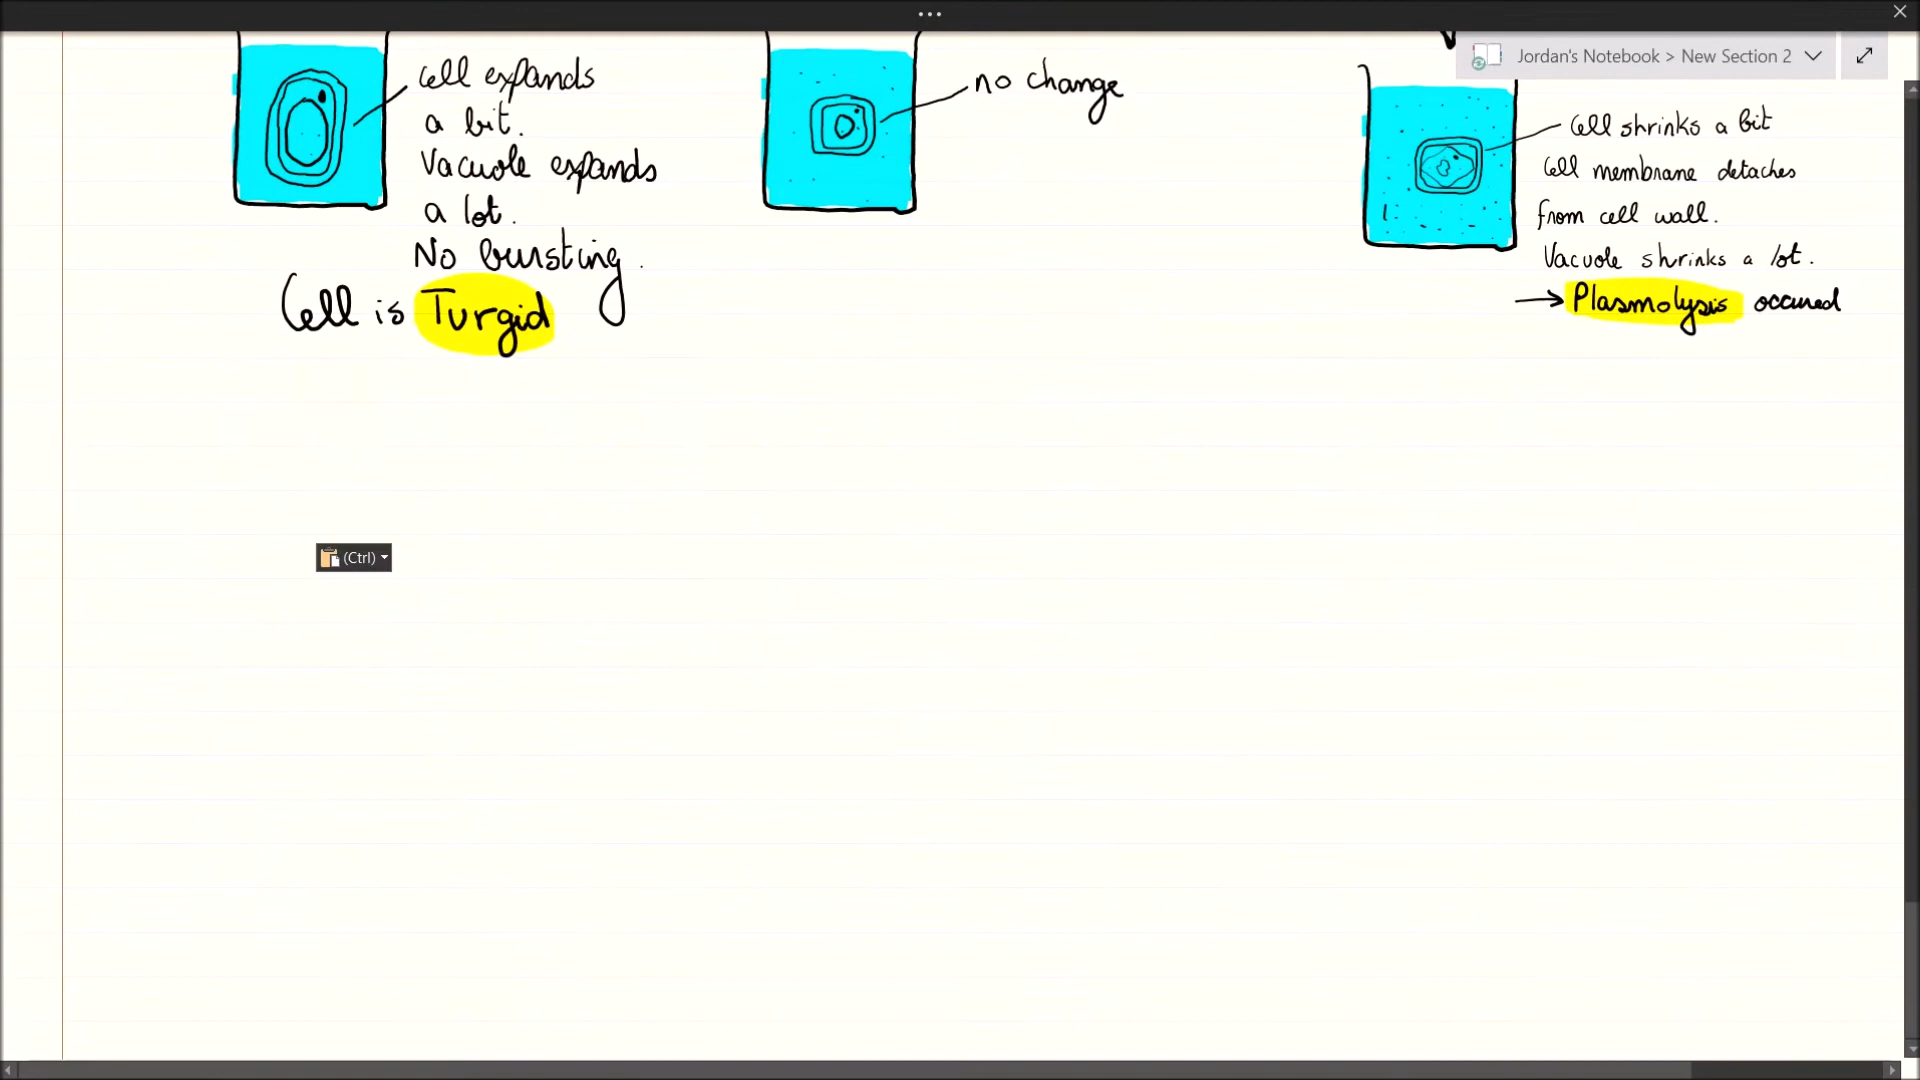 ...
Jordan's Notebook > New Section 2
cell expands
a bit.
Vacuole expands
a lot.
No bursting.
Cell is Turgid
no change
Cell shrinks a bit
Cell membrane detaches
from cell wall.
Vacuole shrinks a lot.
→ Plasmolysis occured
(Ctrl)